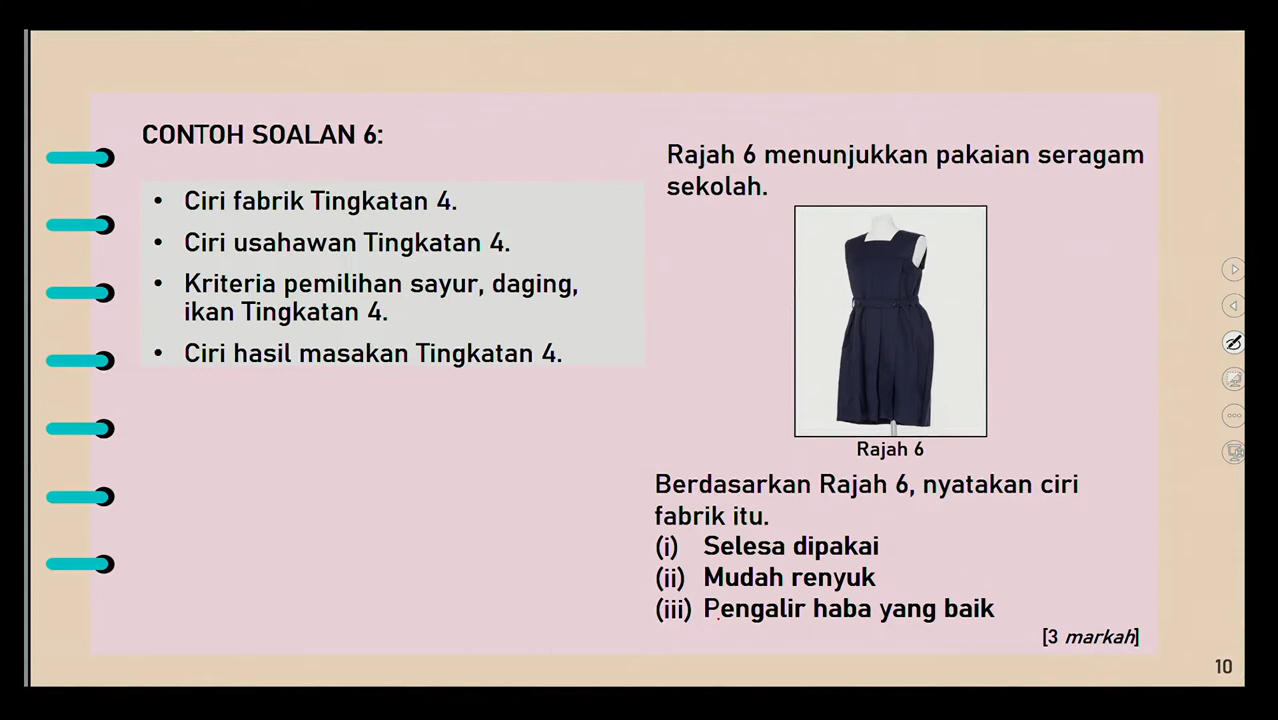 CONTOH SOALAN 6:
• Ciri fabrik Tingkatan 4.
• Ciri usahawan Tingkatan 4.
• Kriteria pemilihan sayur, daging,
ikan Tingkatan 4.
• Ciri hasil masakan Tingkatan 4.
Rajah 6 menunjukkan pakaian seragam
sekolah.
Rajah 6
Berdasarkan Rajah 6, nyatakan ciri
fabrik itu.
(i) Selesa dipakai
(ii) Mudah renyuk
(iii) Pengalir haba yang baik
[3 markah]
10